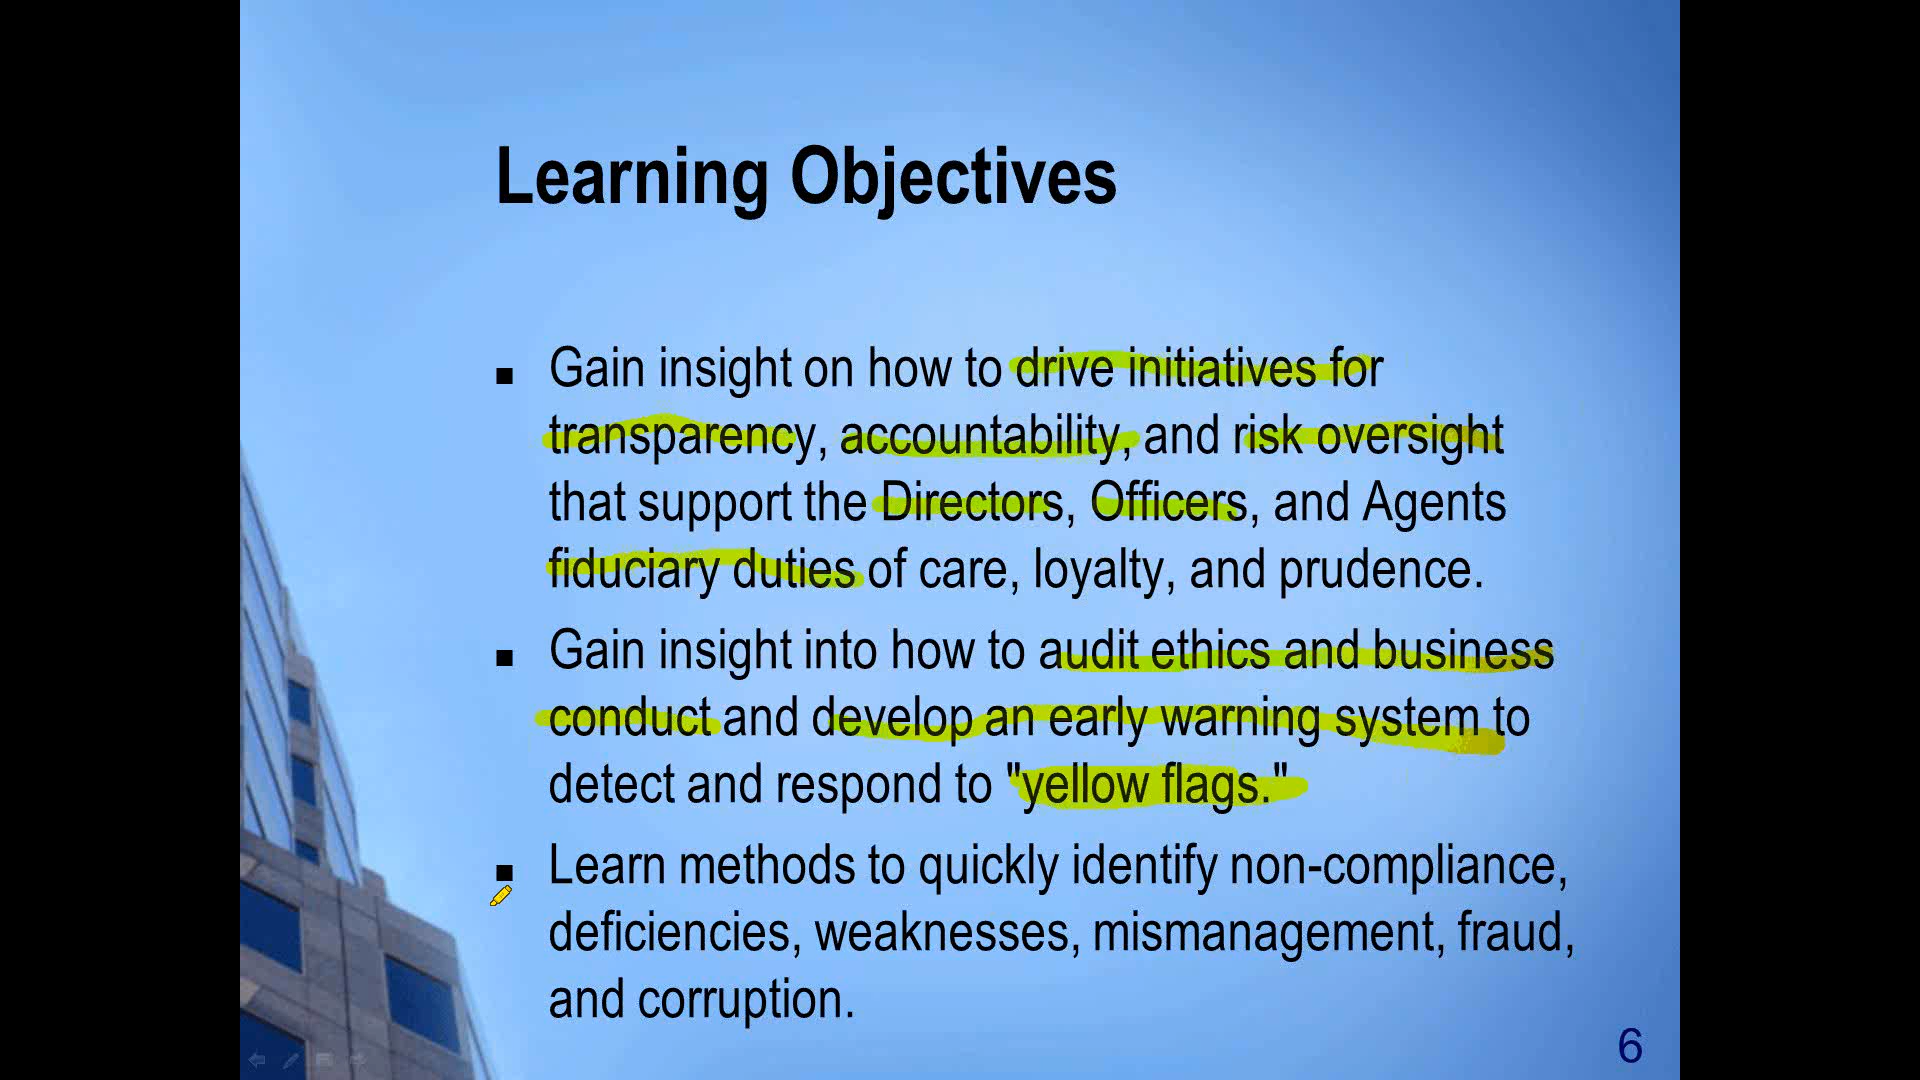 Learning Objectives
▪ Gain insight on how to drive initiatives for
transparency, accountability, and risk oversight
that support the Directors, Officers, and Agents
fiduciary duties of care, loyalty, and prudence.
▪ Gain insight into how to audit ethics and business
conduct and develop an early warning system to
detect and respond to "yellow flags."
▪ Learn methods to quickly identify non-compliance,
deficiencies, weaknesses, mismanagement, fraud,
and corruption.
6